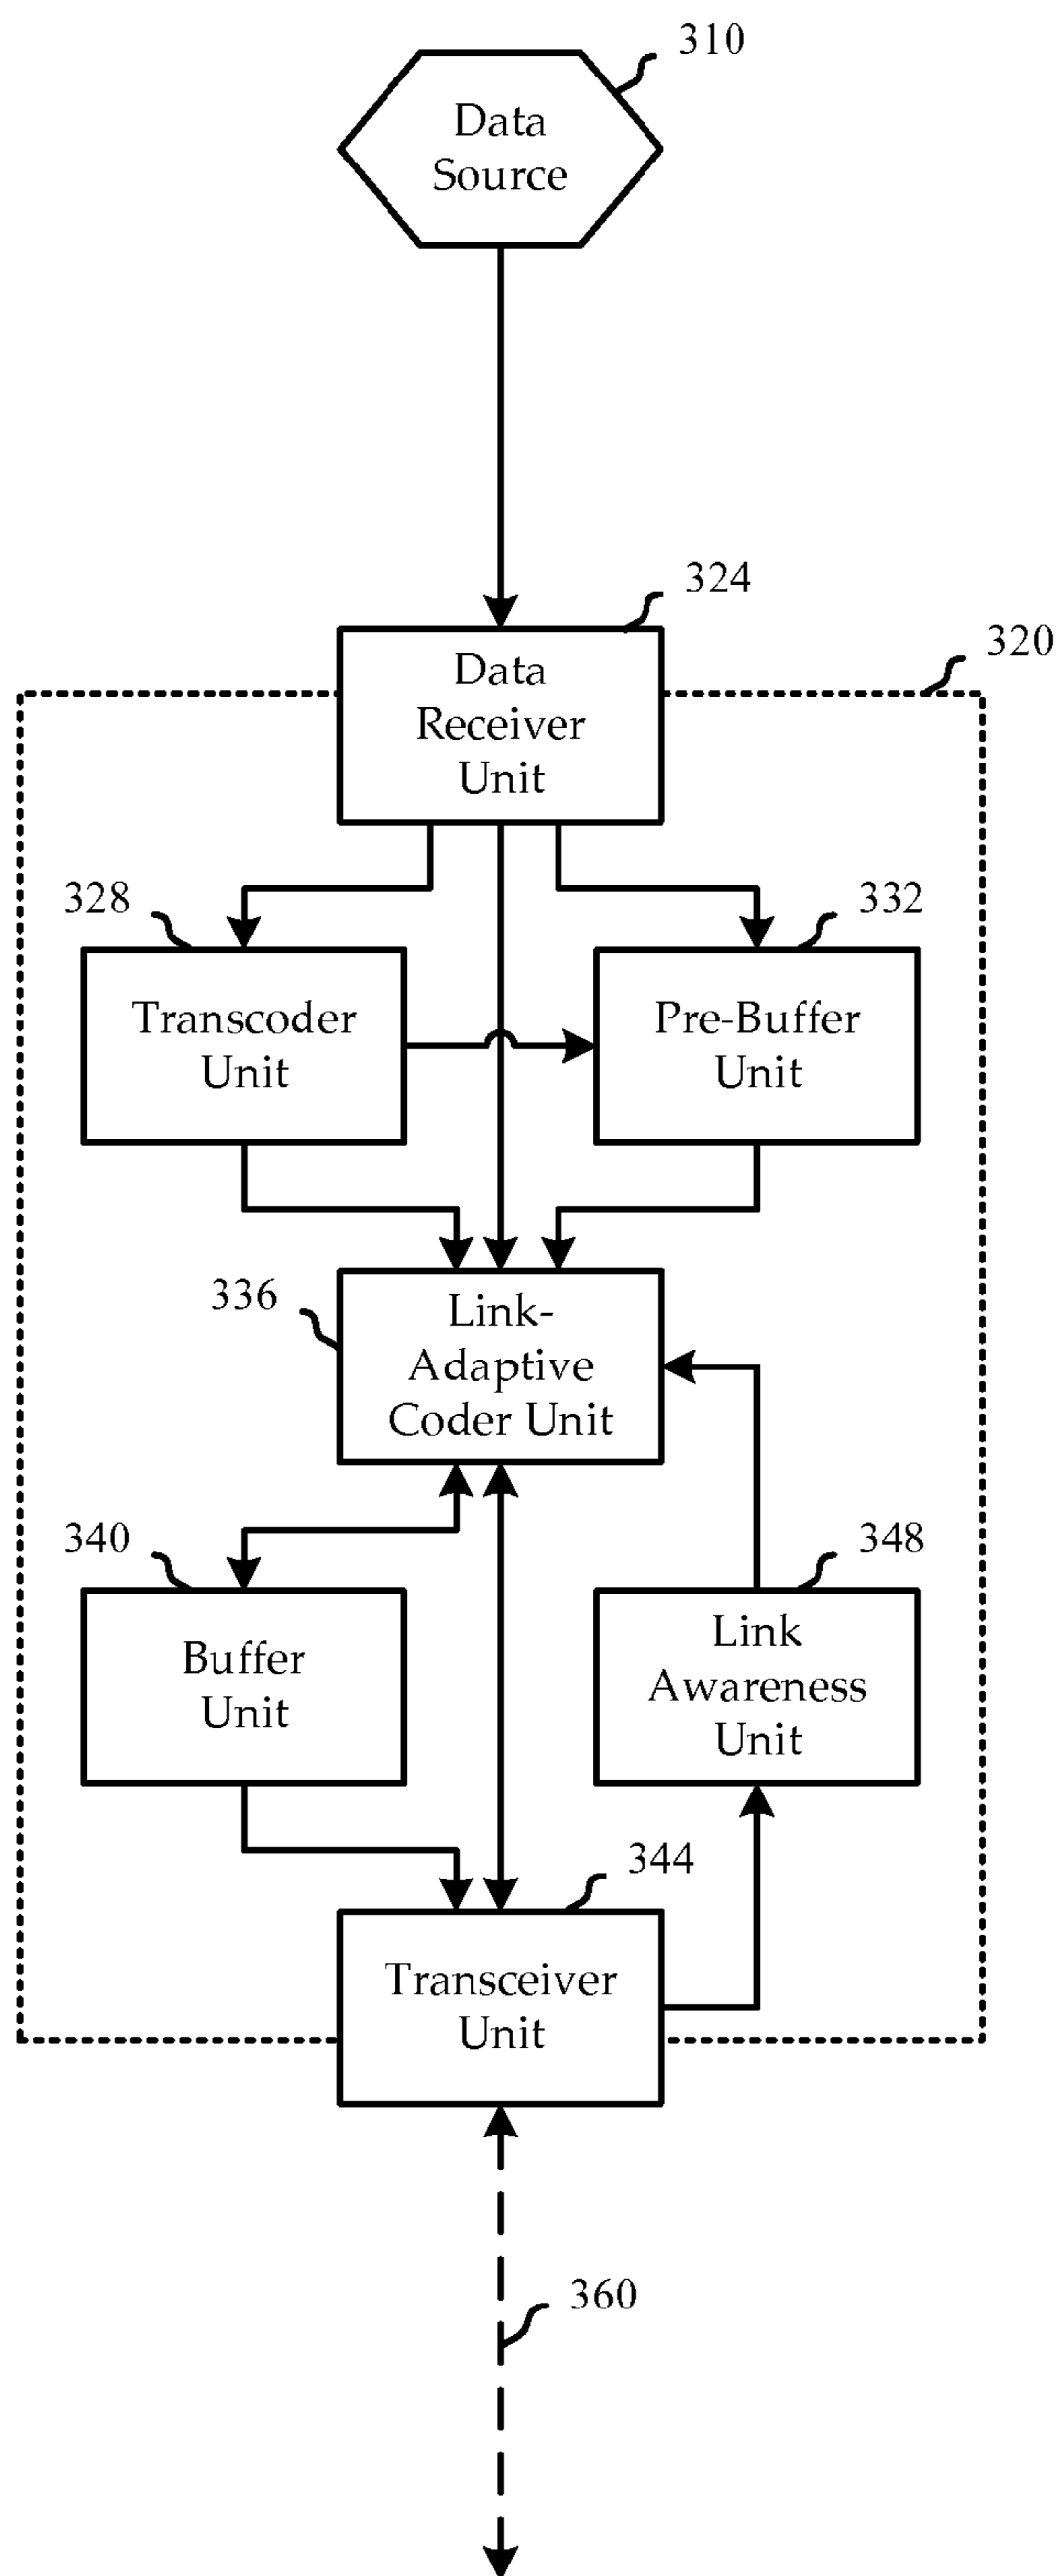 310
Data
Source
324
320
Data
Receiver
Unit
328
332
Transcoder
Unit
Pre-Buffer
Unit
336
Link-
Adaptive
Coder Unit
340
348
Buffer
Unit
Link
Awareness
Unit
344
Transceiver
Unit
360